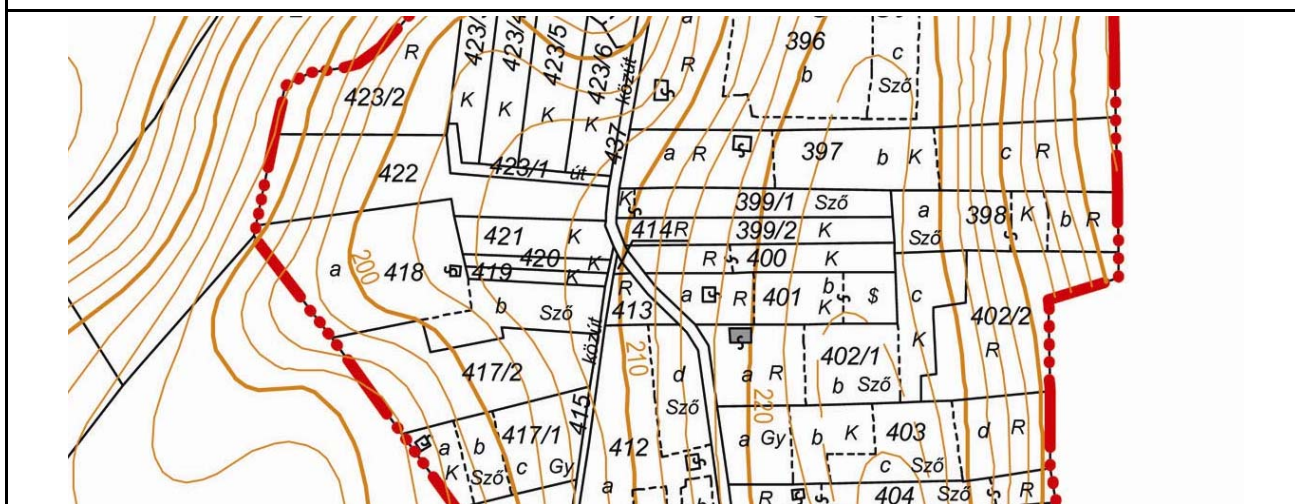 423/
423/4
423/5
423/6
közút
437
a
R
396
b
c
Sző
R
423/2
K
K
K
K
423/1 út
a R
397
b K
c R
422
K
399/1 Sző
414 R
399/2 K
a
Sző
398 K
b R
421 K
420 K
419 K
R 400 K
a 418
200
b Sző
R
413
a
R
401
b
K
$
c
K
402/2
R
közút
415
417/2
210
d
Sző
a R
220
402/1
b Sző
417/1
a
K
b
Sző
c Gy
412
a
a Gy
b K
403
c Sző
d R
R
404 Sző R